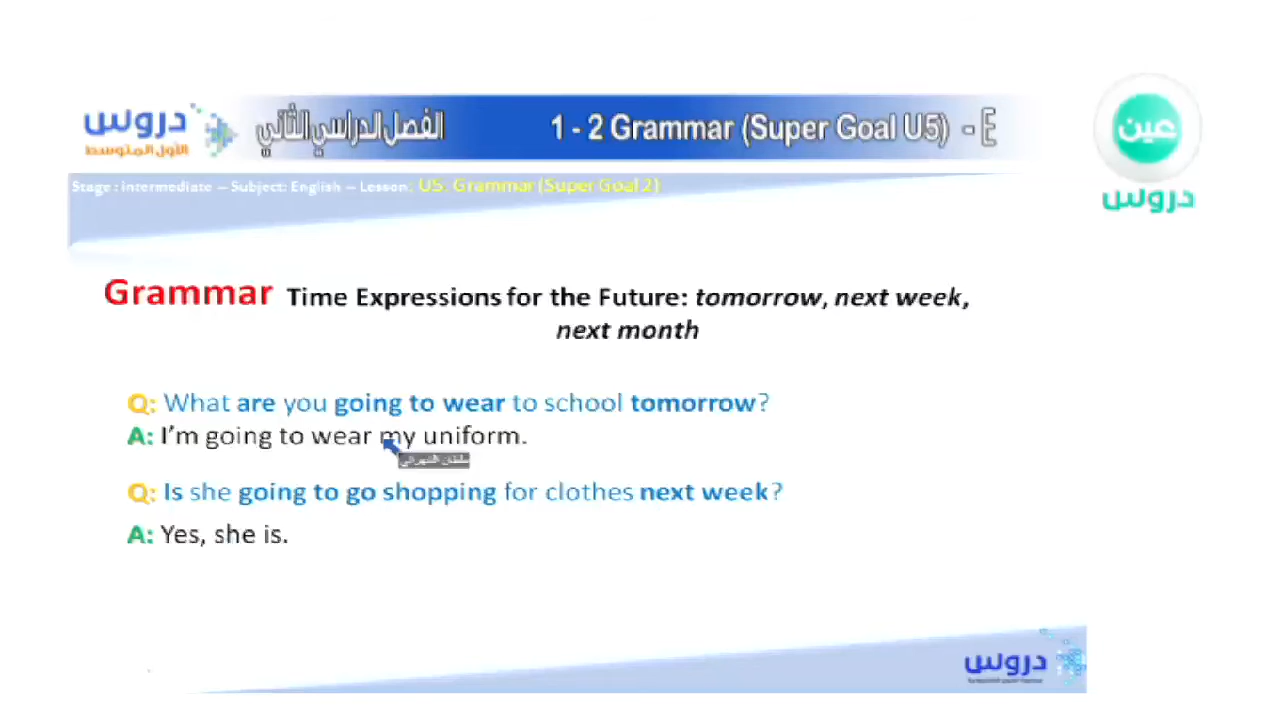 دروس
الأول المتوسط
الفصل الدراسي الثاني
1 - 2 Grammar (Super Goal U5) - E
عين
دروس
Stage : intermediate – Subject: English – Lesson: U5. Grammar (Super Goal 2)
Grammar Time Expressions for the Future: tomorrow, next week,
next month
Q: What are you going to wear to school tomorrow?
A: I'm going to wear my uniform.
Q: Is she going to go shopping for clothes next week?
A: Yes, she is.
دروس